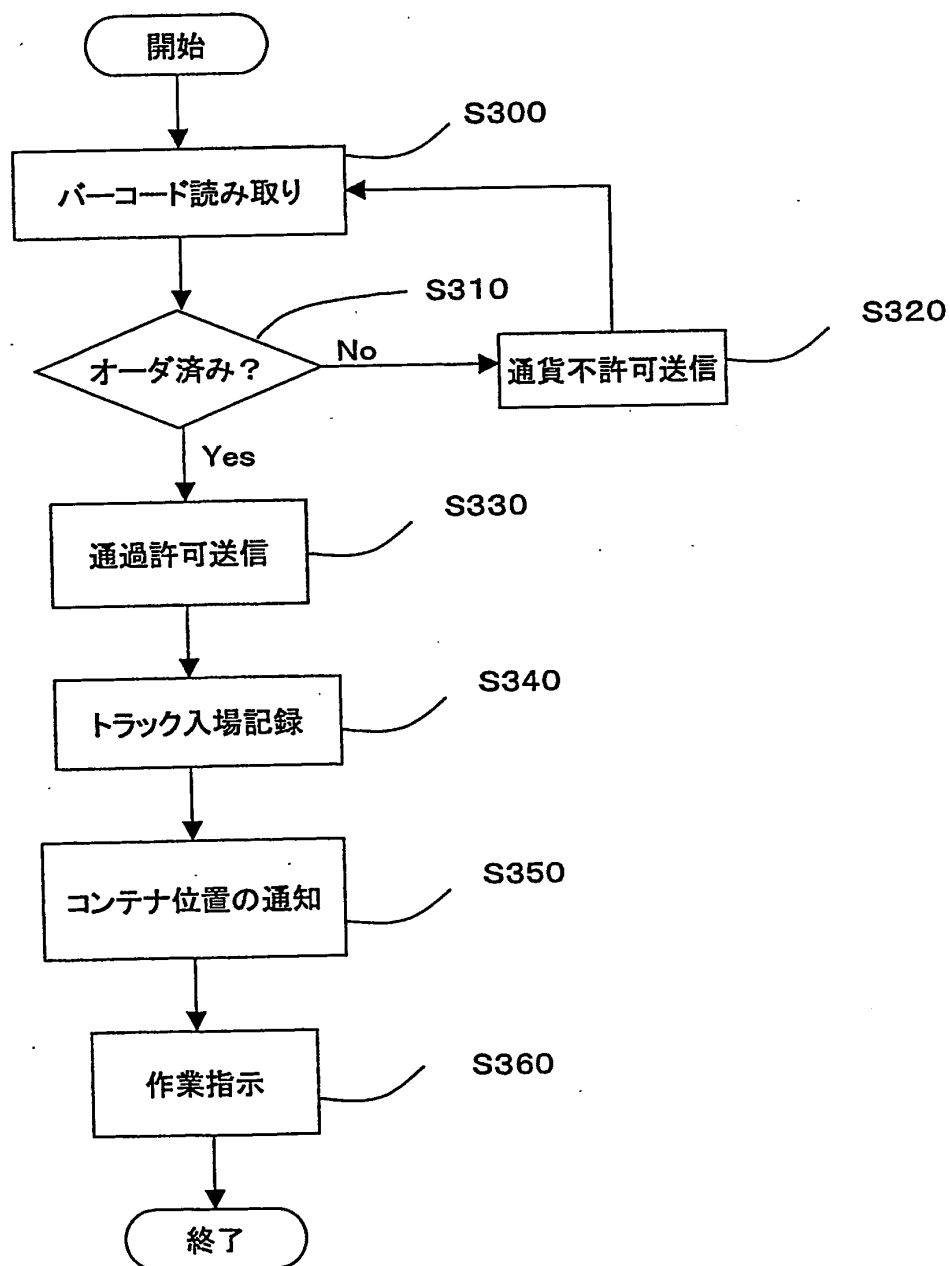 開始
S300
バーコード読み取り
S310
オーダ済み？
No
S320
通貨不許可送信
Yes
S330
通過許可送信
S340
トラック入場記録
S350
コンテナ位置の通知
S360
作業指示
終了